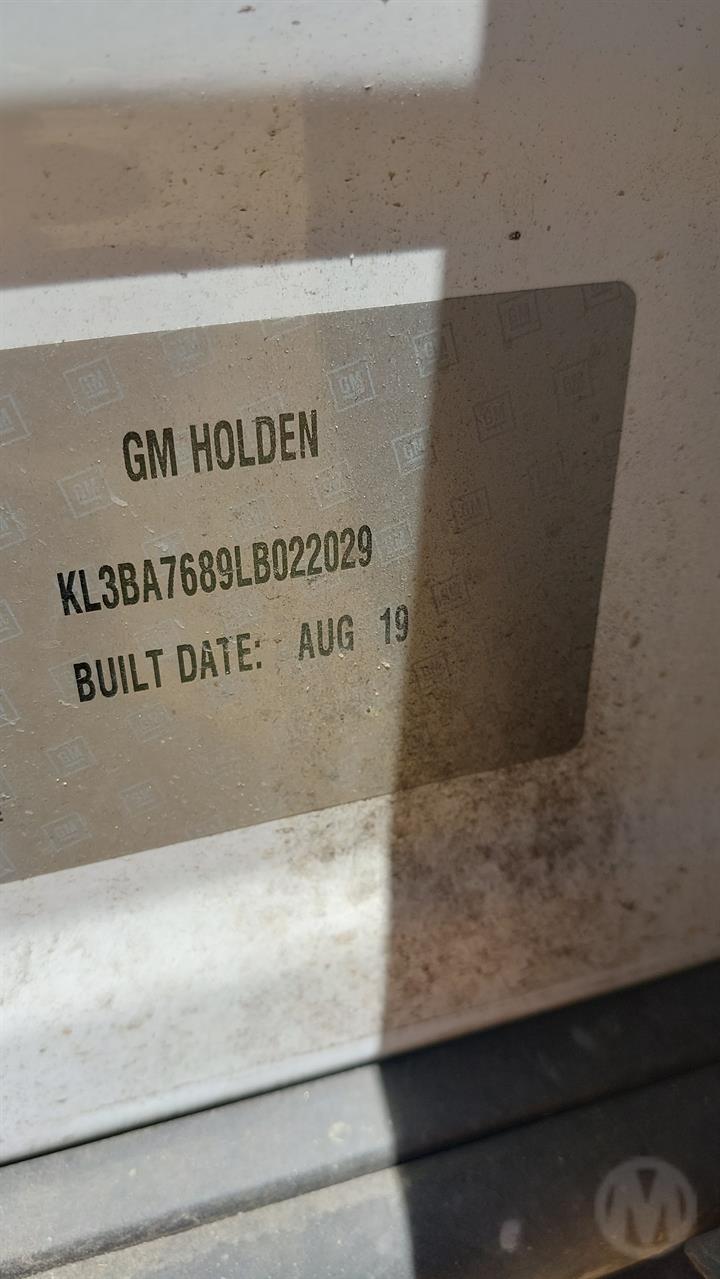 GM HOLDEN
KL3BA7689LB022029
BUILT DATE: AUG 19